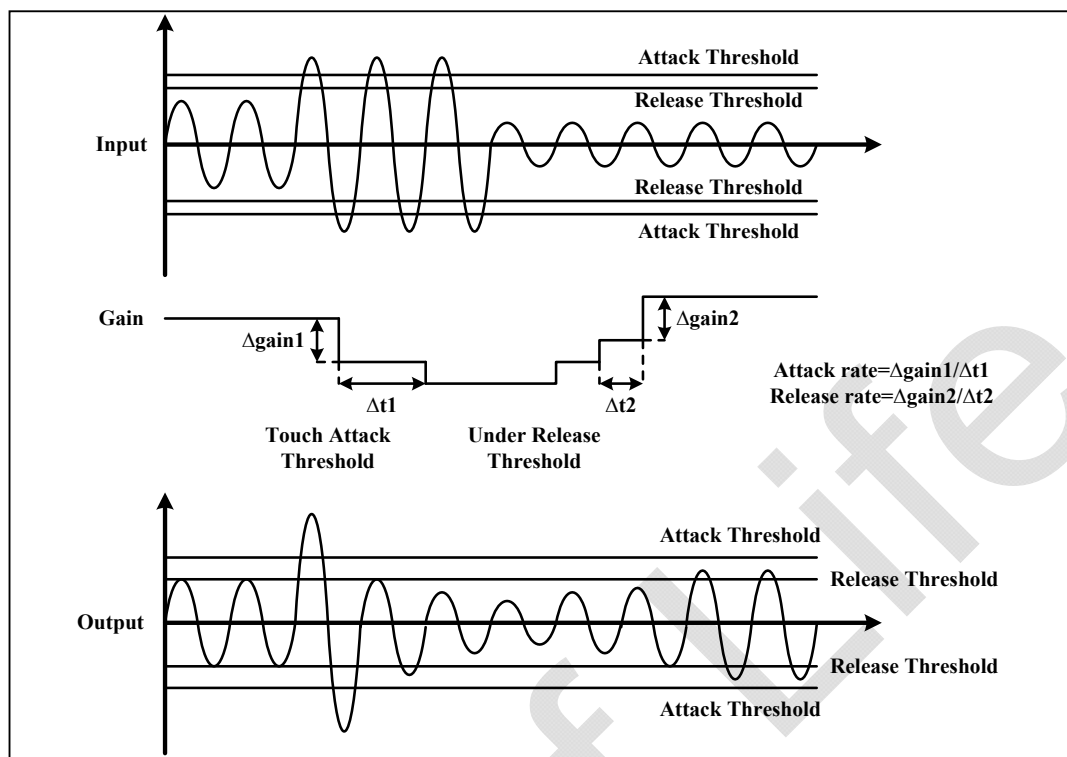 Attack Threshold
Release Threshold
Input
Release Threshold
Attack Threshold
Gain
Δgain1
Δgain2
Attack rate=Δgain1/Δt1
Release rate=Δgain2/Δt2
Δt1
Δt2
Touch Attack
Threshold
Under Release
Threshold
Attack Threshold
Release Threshold
Output
Release Threshold
Attack Threshold
f Life